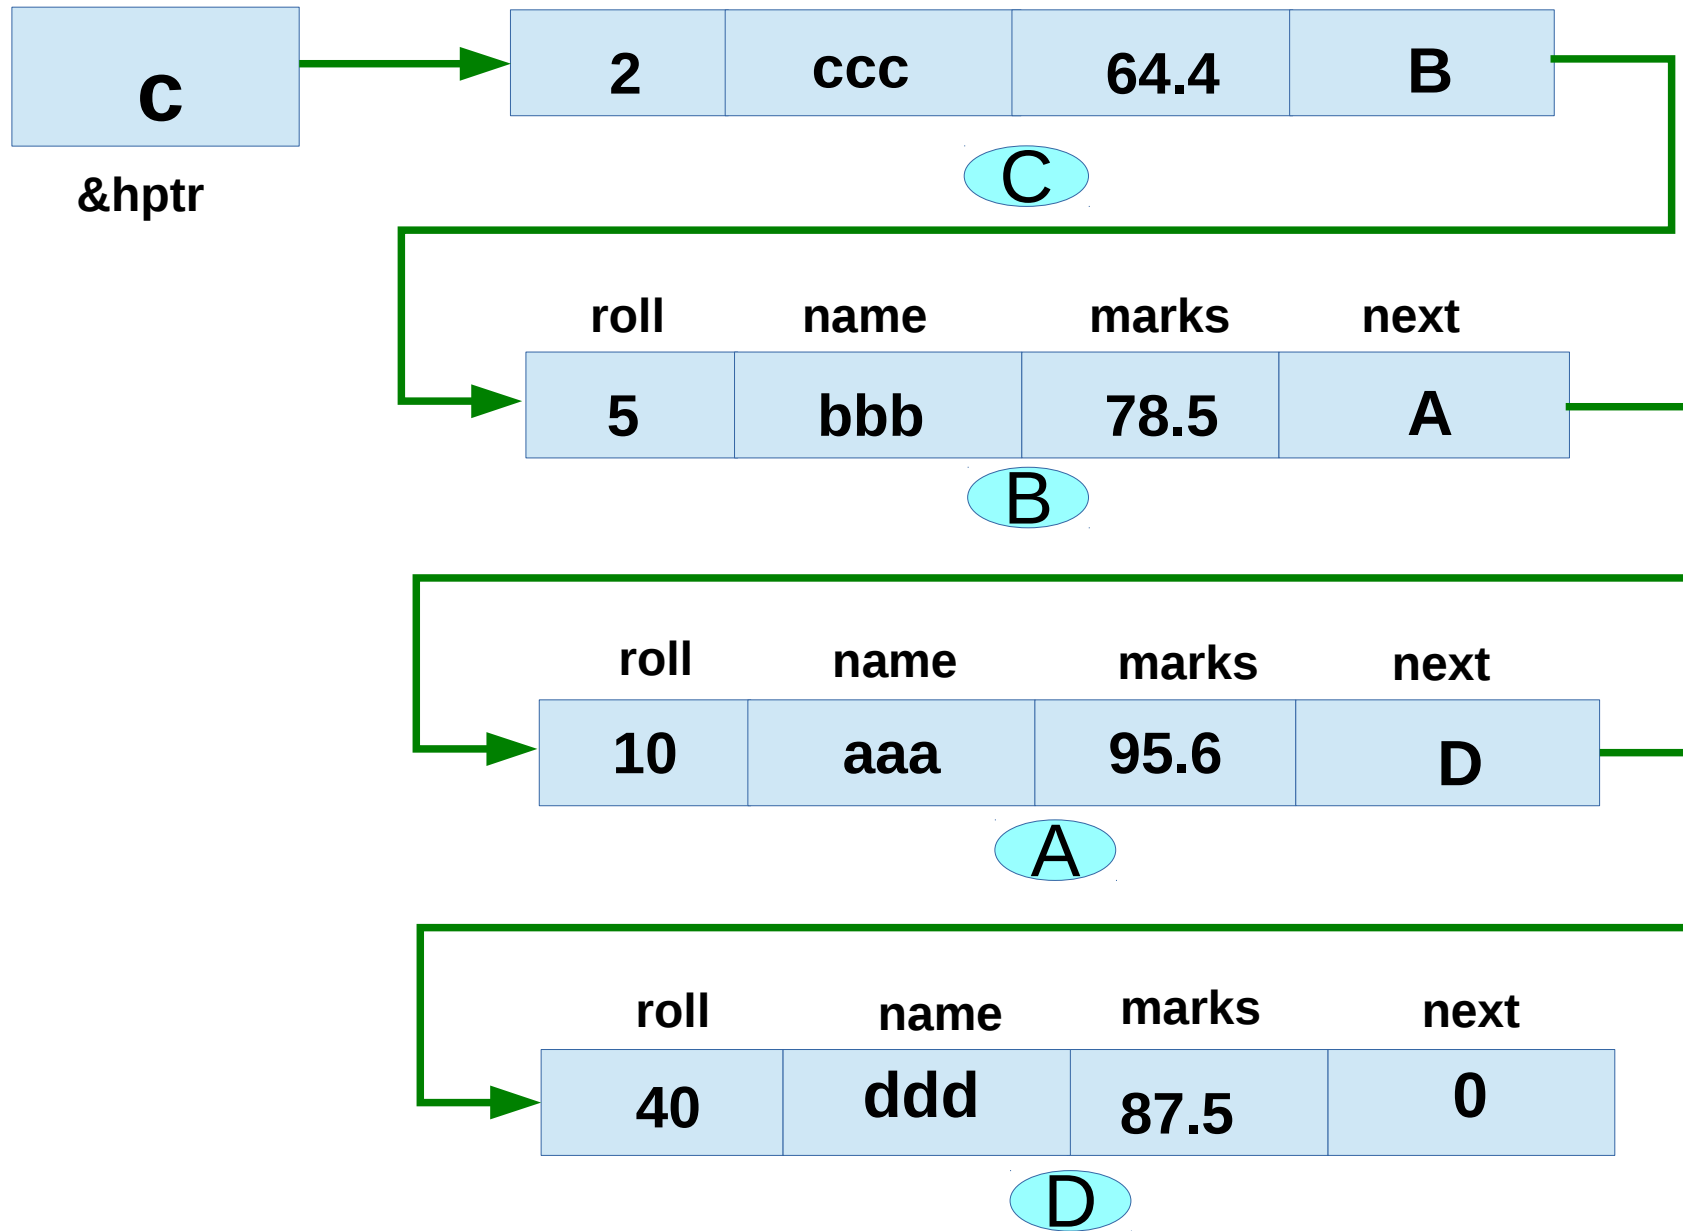 c
&hptr
2 ccc 64.4 B
C
roll name marks next
5 bbb 78.5 A
B
roll name marks next
10 aaa 95.6 D
A
roll name marks next
40 ddd 87.5 0
D